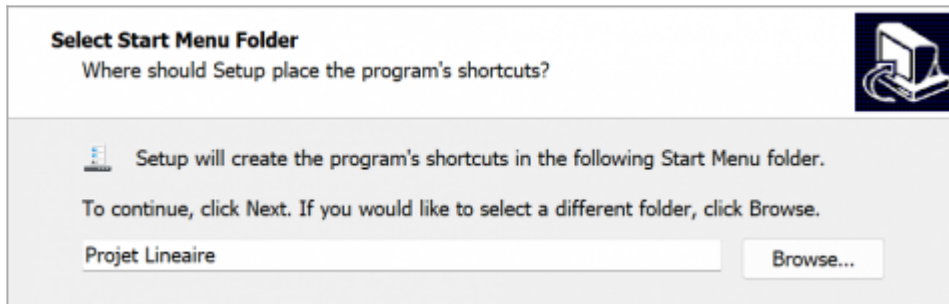 Select Start Menu Folder
Where should Setup place the program's shortcuts?
Setup will create the program's shortcuts in the following Start Menu folder.
To continue, click Next. If you would like to select a different folder, click Browse.
Projet Lineaire
Browse...